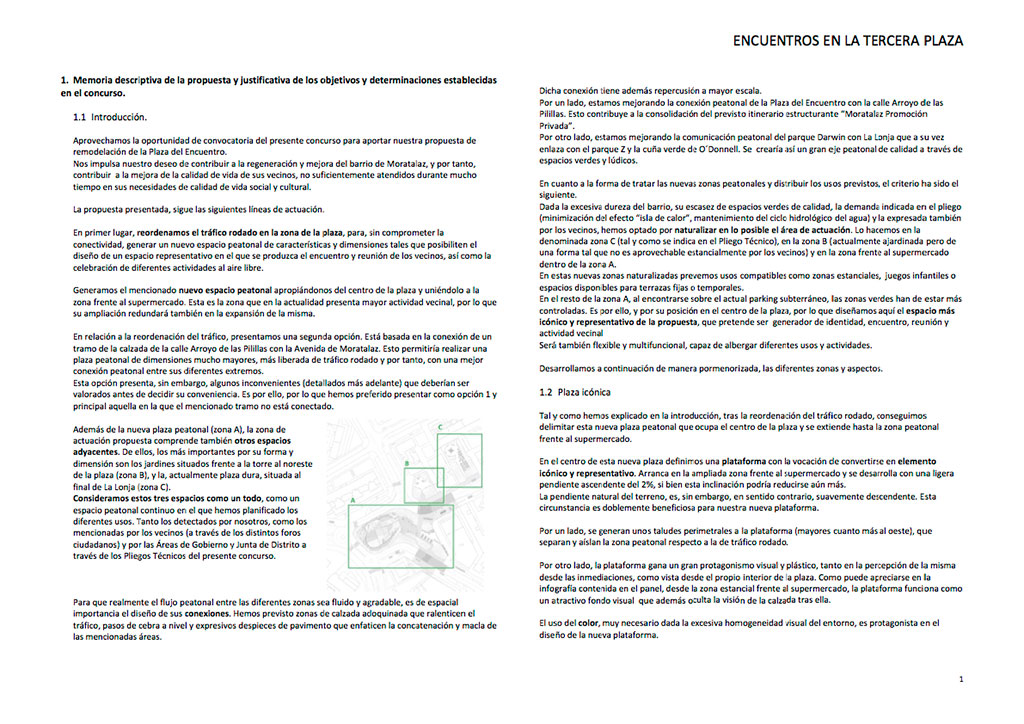 ENCUENTROS EN LA TERCERA PLAZA
1. Memoria descriptiva de la propuesta y justificativa de los objetivos y determinaciones establecidas
en el concurso.
1.1 Introducción.
Aprovechamos la oportunidad de convocatoria del presente concurso para aportar nuestra propuesta de
remodelación de la Plaza del Encuentro.
Nos impulsa nuestro deseo de contribuir a la regeneración y mejora del barrio de Moratalaz, y por tanto,
contribuir a la mejora de la calidad de vida de sus vecinos, no suficientemente atendidos durante mucho
tiempo en sus necesidades de calidad de vida social y cultural.
La propuesta presentada, sigue las siguientes líneas de actuación.
En primer lugar, reordenamos el tráfico rodado en la zona de la plaza, para, sin comprometer la
conectividad, generar un nuevo espacio peatonal de características y dimensiones tales que posibiliten el
diseño de un espacio representativo en el que se produzca el encuentro y reunión de los vecinos, así como la
celebración de diferentes actividades al aire libre.
Generamos el mencionado nuevo espacio peatonal apropiándonos del centro de la plaza y uniéndolo a la
zona frente al supermercado. Esta es la zona que en la actualidad presenta mayor actividad vecinal, por lo que
su ampliación redundará también en la expansión de la misma.
En relación a la reordenación del tráfico, presentamos una segunda opción. Está basada en la conexión de un
tramo de la calzada de la calle Arroyo de las Pilillas con la Avenida de Moratalaz. Esto permitiría realizar una
plaza peatonal de dimensiones mucho mayores, más liberada de tráfico rodado y por tanto, con una mejor
conexión peatonal entre sus diferentes extremos.
Esta opción presenta, sin embargo, algunos inconvenientes (detallados más adelante) que deberían ser
valorados antes de decidir su conveniencia. Es por ello, por lo que hemos preferido presentar como opción 1 y
principal aquella en la que el mencionado tramo no está conectado.
Además de la nueva plaza peatonal (zona A), la zona de
actuación propuesta comprende también otros espacios
adyacentes. De ellos, los más importantes por su forma y
dimensión son los jardines situados frente a la torre al noreste
de la plaza (zona B), y la, actualmente plaza dura, situada al
final de La Lonja (zona C).
Consideramos estos tres espacios como un todo, como un
espacio peatonal continuo en el que hemos planificado los
diferentes usos. Tanto los detectados por nosotros, como los
mencionadas por los vecinos (a través de los distintos foros
ciudadanos) y por las Áreas de Gobierno y Junta de Distrito a
través de los Pliegos Técnicos del presente concurso.
C
B
A
Para que realmente el flujo peatonal entre las diferentes zonas sea fluido y agradable, es de espacial
importancia el diseño de sus conexiones. Hemos previsto zonas de calzada adoquinada que ralenticen el
tráfico, pasos de cebra a nivel y expresivos despieces de pavimento que enfaticen la concatenación y macla de
las mencionadas áreas.
Dicha conexión tiene además repercusión a mayor escala.
Por un lado, estamos mejorando la conexión peatonal de la Plaza del Encuentro con la calle Arroyo de las
Pilillas. Esto contribuye a la consolidación del previsto itinerario estructurante "Moratalaz Promoción
Privada".
Por otro lado, estamos mejorando la comunicación peatonal del parque Darwin con La Lonja que a su vez
enlaza con el parque Z y la cuña verde de O´Donnell. Se crearía así un gran eje peatonal de calidad a través de
espacios verdes y lúdicos.
En cuanto a la forma de tratar las nuevas zonas peatonales y distribuir los usos previstos, el criterio ha sido el
siguiente.
Dada la excesiva dureza del barrio, su escasez de espacios verdes de calidad, la demanda indicada en el pliego
(minimización del efecto "isla de calor", mantenimiento del ciclo hidrológico del agua) y la expresada también
por los vecinos, hemos optado por naturalizar en lo posible el área de actuación. Lo hacemos en la
denominada zona C (tal y como se indica en el Pliego Técnico), en la zona B (actualmente ajardinada pero de
una forma tal que no es aprovechable estancialmente por los vecinos) y en la zona frente al supermercado
dentro de la zona A.
En estas nuevas zonas naturalizadas prevemos usos compatibles como zonas estanciales, juegos infantiles o
espacios disponibles para terrazas fijas o temporales.
En el resto de la zona A, al encontrarse sobre el actual parking subterráneo, las zonas verdes han de estar más
controladas. Es por ello, y por su posición en el centro de la plaza, por lo que diseñamos aquí el espacio más
icónico y representativo de la propuesta, que pretende ser generador de identidad, encuentro, reunión y
actividad vecinal
Será también flexible y multifuncional, capaz de albergar diferentes usos y actividades.
Desarrollamos a continuación de manera pormenorizada, las diferentes zonas y aspectos.
1.2 Plaza icónica
Tal y como hemos explicado en la introducción, tras la reordenación del tráfico rodado, conseguimos
delimitar esta nueva plaza peatonal que ocupa el centro de la plaza y se extiende hasta la zona peatonal
frente al supermercado.
En el centro de esta nueva plaza definimos una plataforma con la vocación de convertirse en elemento
icónico y representativo. Arranca en la ampliada zona frente al supermercado y se desarrolla con una ligera
pendiente ascendente del 2%, si bien esta inclinación podría reducirse aún más.
La pendiente natural del terreno, es, sin embargo, en sentido contrario, suavemente descendente. Esta
circunstancia es doblemente beneficiosa para nuestra nueva plataforma.
Por un lado, se generan unos taludes perimetrales a la plataforma (mayores cuanto más al oeste), que
separan y aíslan la zona peatonal respecto a la de tráfico rodado.
Por otro lado, la plataforma gana un gran protagonismo visual y plástico, tanto en la percepción de la misma
desde las inmediaciones, como vista desde el propio interior de la plaza. Como puede apreciarse en la
infografía contenida en el panel, desde la zona estancial frente al supermercado, la plataforma funciona como
un atractivo fondo visual que además oculta la visión de la calzada tras ella.
El uso del color, muy necesario dada la excesiva homogeneidad visual del entorno, es protagonista en el
diseño de la nueva plataforma.
1